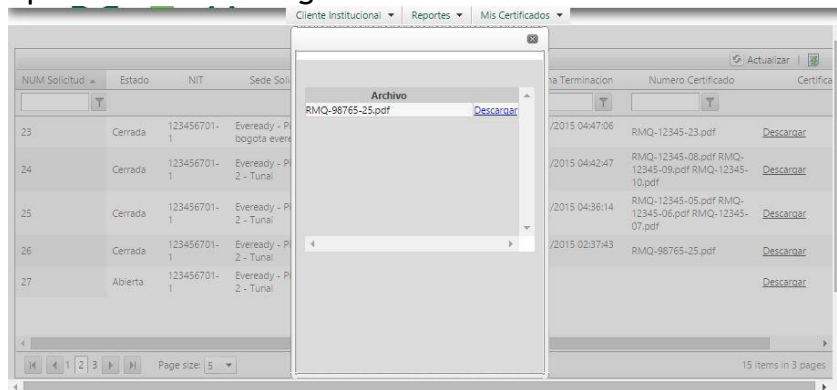 Cliente Institucional Reportes Mis Certificados
Actualizar
NUM Solicitud Estado NIT Sede Terminacion Numero Certificado
Archivo
RMQ-98765-25.pdf Descargar
23 Cerrada 123456701-1 Eveready - bogota /2015 04:47:06 RMQ-12345-23.pdf Descargar
24 Cerrada 123456701-1 Eveready - 2 - Tunal /2015 04:42:47 RMQ-12345-08.pdf RMQ-12345-09.pdf RMQ-12345-10.pdf Descargar
25 Cerrada 123456701-1 Eveready - 2 - Tunal /2015 04:36:14 RMQ-12345-05.pdf RMQ-12345-06.pdf RMQ-12345-07.pdf Descargar
26 Cerrada 123456701-1 Eveready - 2 - Tunal /2015 02:37:43 RMQ-98765-25.pdf Descargar
27 Abierta 123456701-1 Eveready - 2 - Tunal Descargar
1 2 3 Page size: 5 15 items in 3 pages